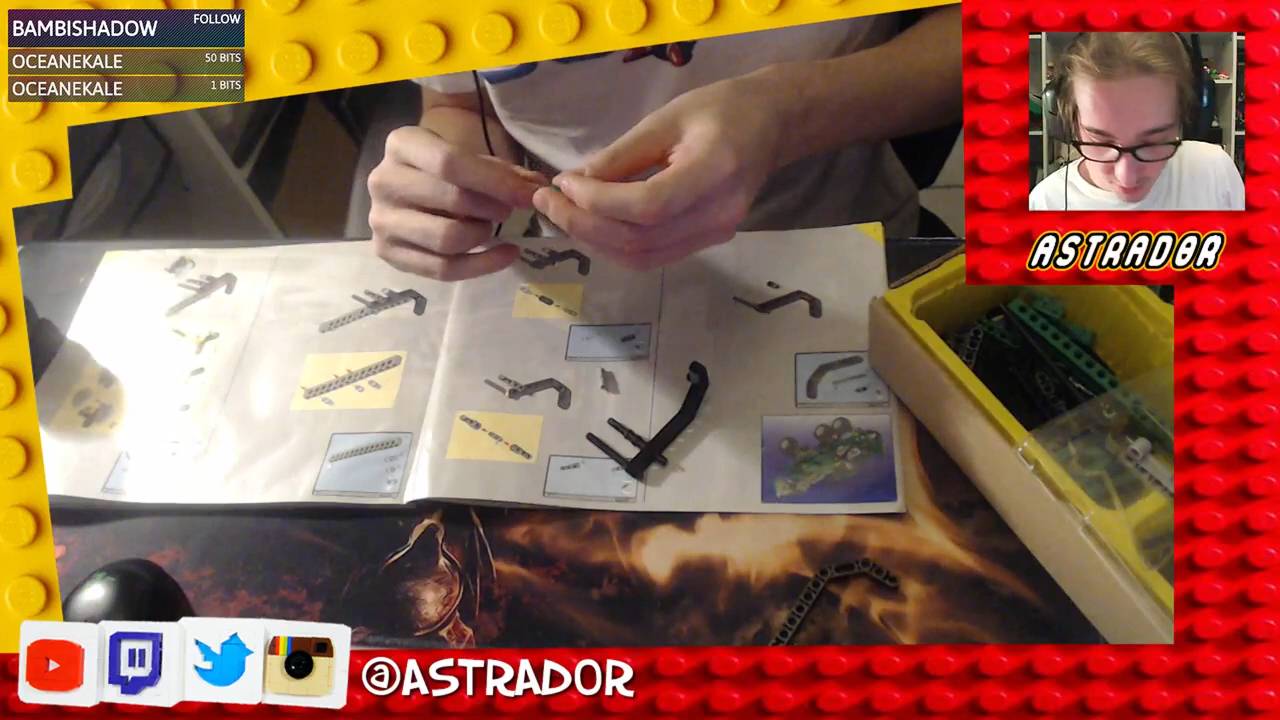 BAMBISHADOW FOLLOW
OCEANEKALE 50 BITS
OCEANEKALE 1 BITS
ASTRADOR
@ASTRADOR